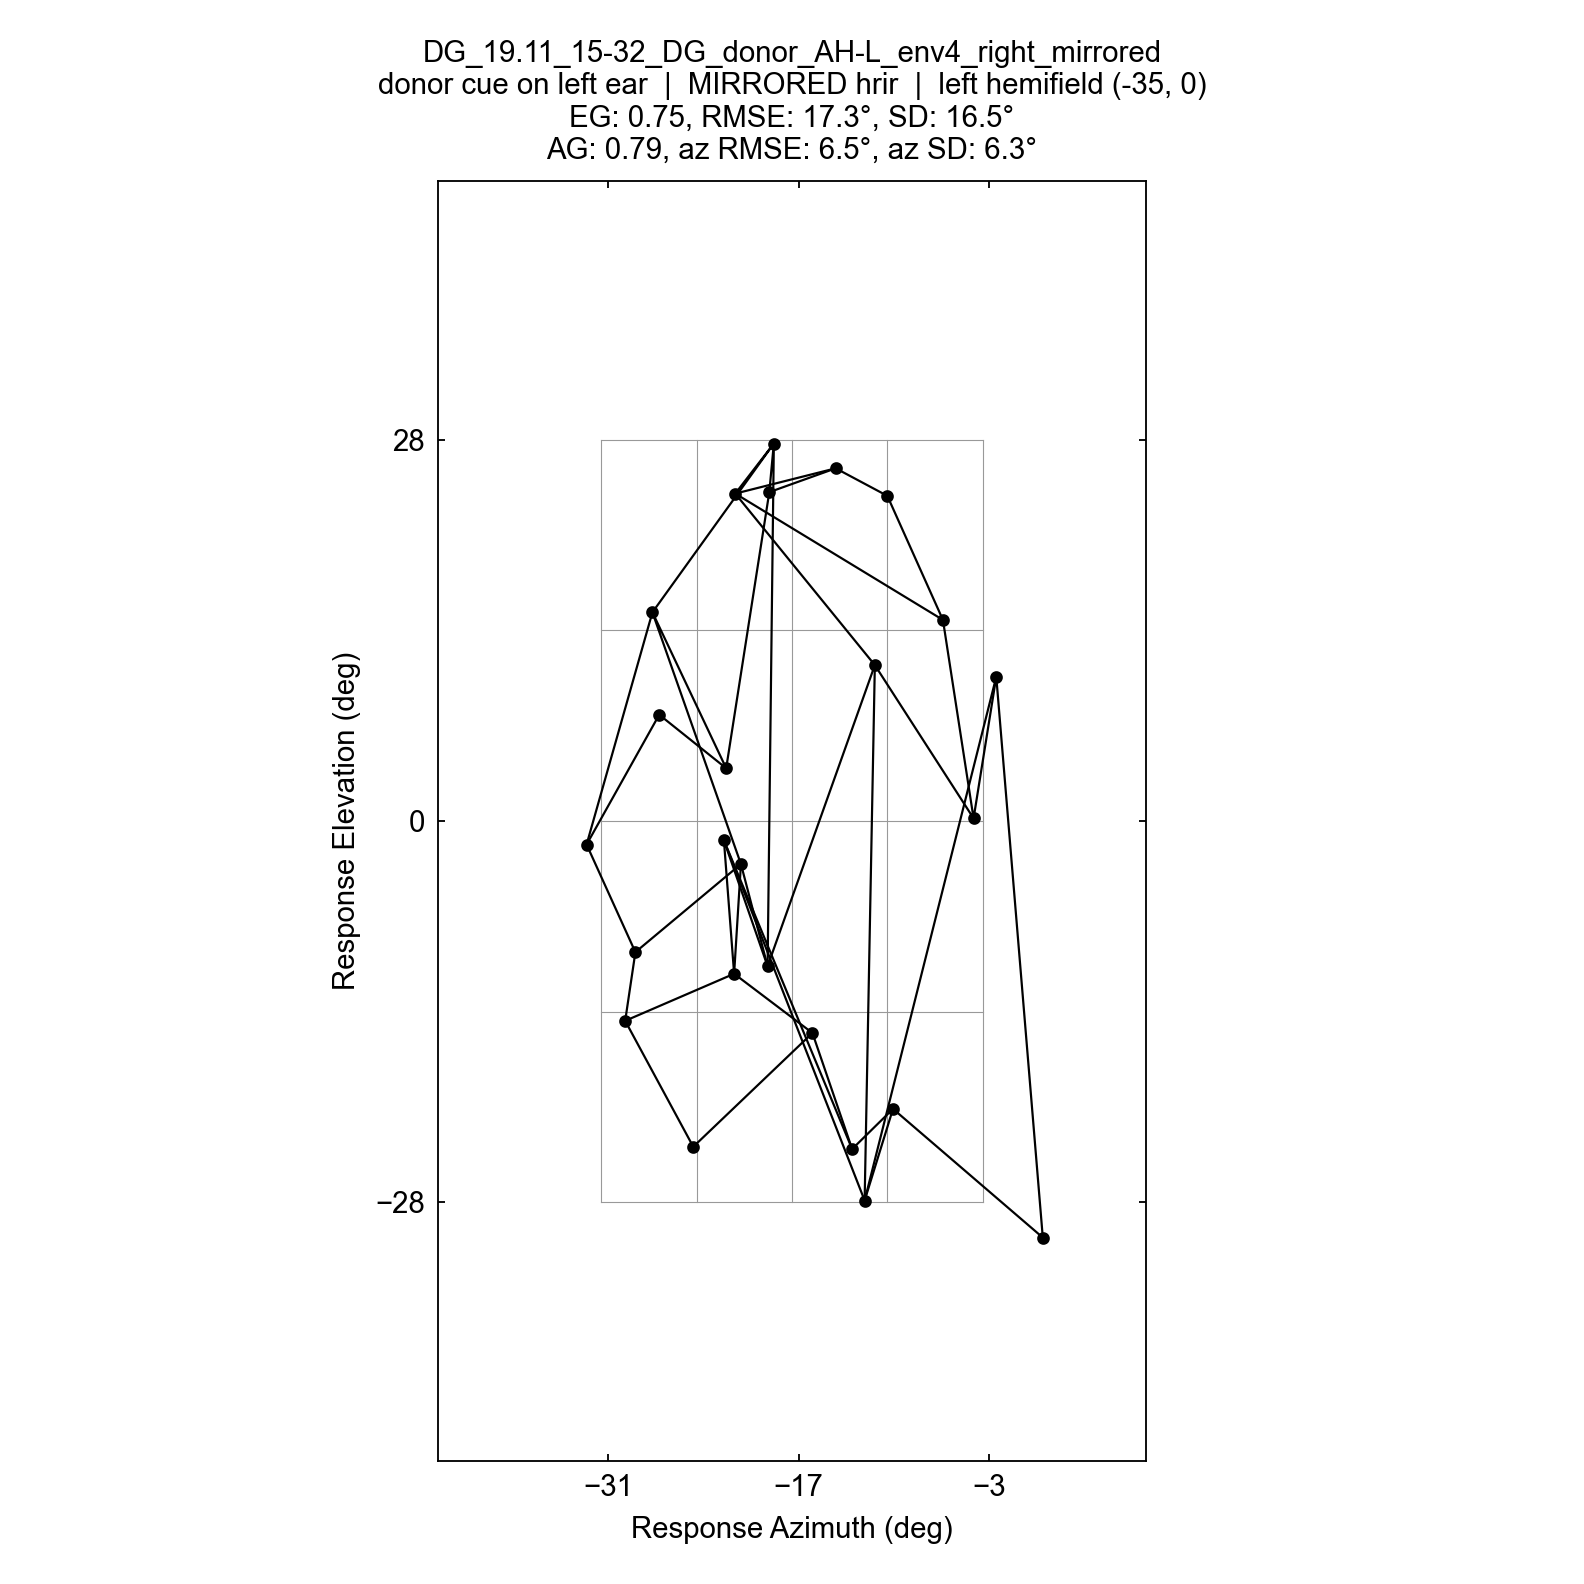 DG_19.11_15-32_DG_donor_AH-L_env4_right_mirrored
donor cue on left ear | MIRRORED hrir | left hemifield (-35, 0)
EG: 0.75, RMSE: 17.3°, SD: 16.5°
AG: 0.79, az RMSE: 6.5°, az SD: 6.3°
28
0
−28
Response Elevation (deg)
−31
−17
−3
Response Azimuth (deg)